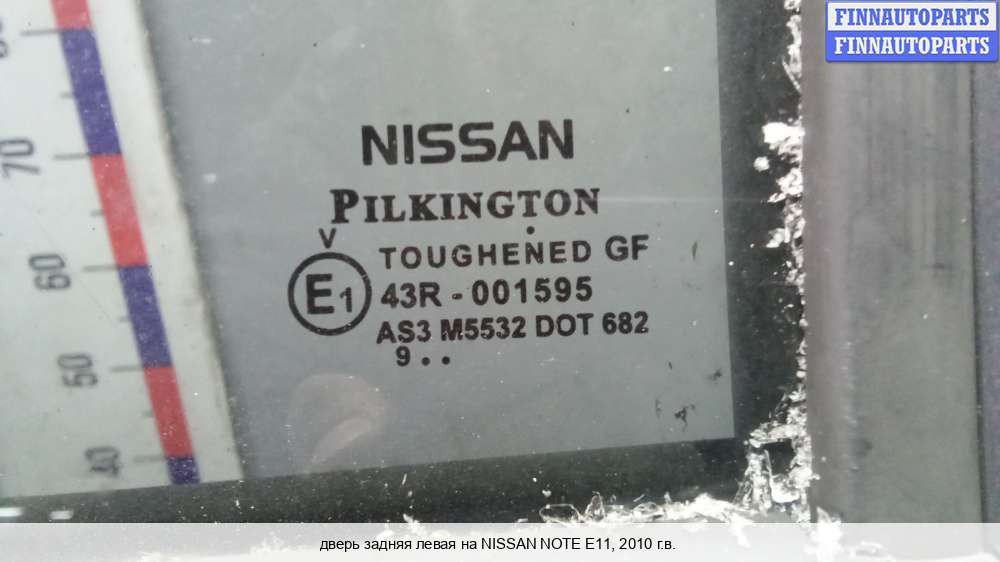 FINNAUTOPARTS
FINNAUTOPARTS
70
60
50
40
NISSAN
PILKINGTON
V
TOUGHENED GF
E1
43R - 001595
AS3 M5532 DOT 682
9 . .
дверь задняя левая на NISSAN NOTE E11, 2010 г.в.